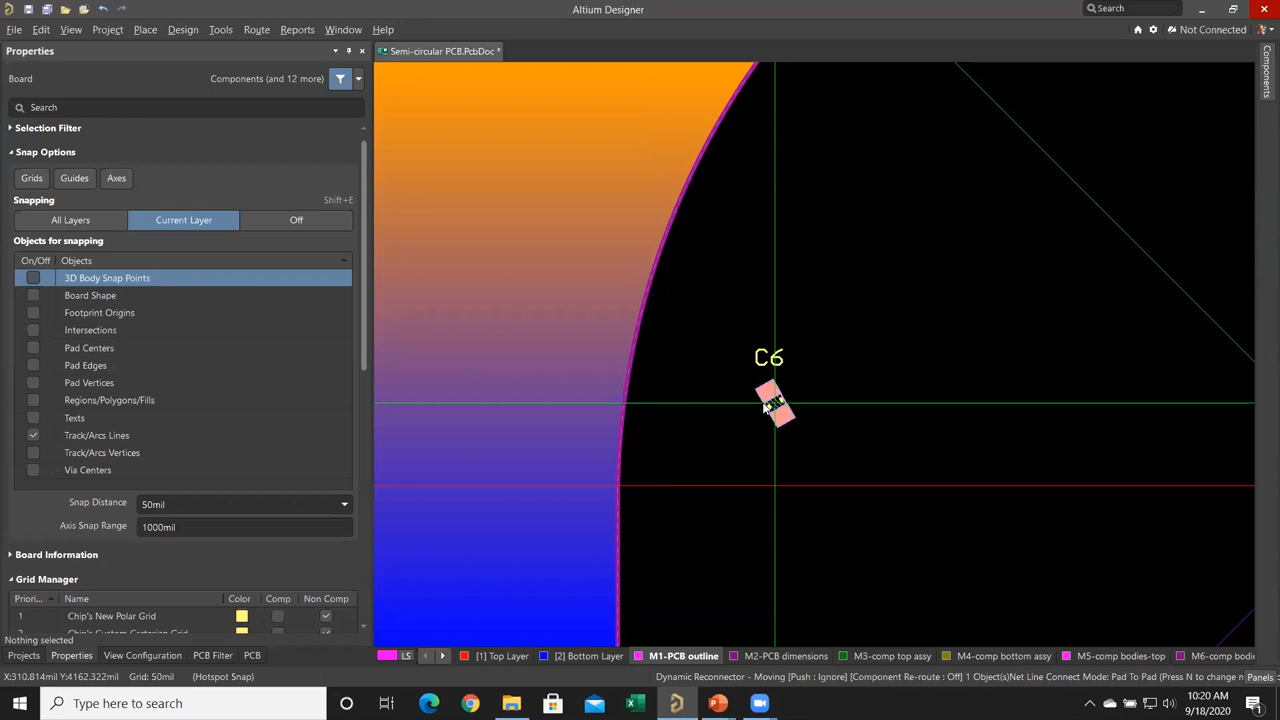 Altium Designer
Search
File Edit View Project Place Design Tools Route Reports Window Help
Not Connected
Properties
Semi-circular PCB.PcbDoc *
Components
Board
Components (and 12 more)
Search
Selection Filter
Snap Options
Grids
Guides
Axes
Snapping
Shift+E
All Layers
Current Layer
Off
Objects for snapping
On/Off
Objects
3D Body Snap Points
Board Shape
Footprint Origins
Intersections
Pad Centers
Pad Edges
Pad Vertices
Regions/Polygons/Fills
Texts
Track/Arcs Lines
Track/Arcs Vertices
Via Centers
C6
Snap Distance
50mil
Axis Snap Range
1000mil
Board Information
Grid Manager
Priori...
Name
Color
Comp
Non Comp
1
Chip's New Polar Grid
2
Chip's Custom Cartesian Grid
Nothing selected
Projects
Properties
View Configuration
PCB Filter
PCB
LS
[1] Top Layer
[2] Bottom Layer
M1-PCB outline
M2-PCB dimensions
M3-comp top assy
M4-comp bottom assy
M5-comp bodies-top
M6-comp bodi
X:310.814mil Y:4162.322mil Grid: 50mil
(Hotspot Snap)
Dynamic Reconnector - Moving [Push : Ignore] [Component Re-route : Off] 1 Object(s)Net Line Connect Mode: Pad To Pad (Press N to change)
Panels
Type here to search
10:20 AM
9/18/2020
1